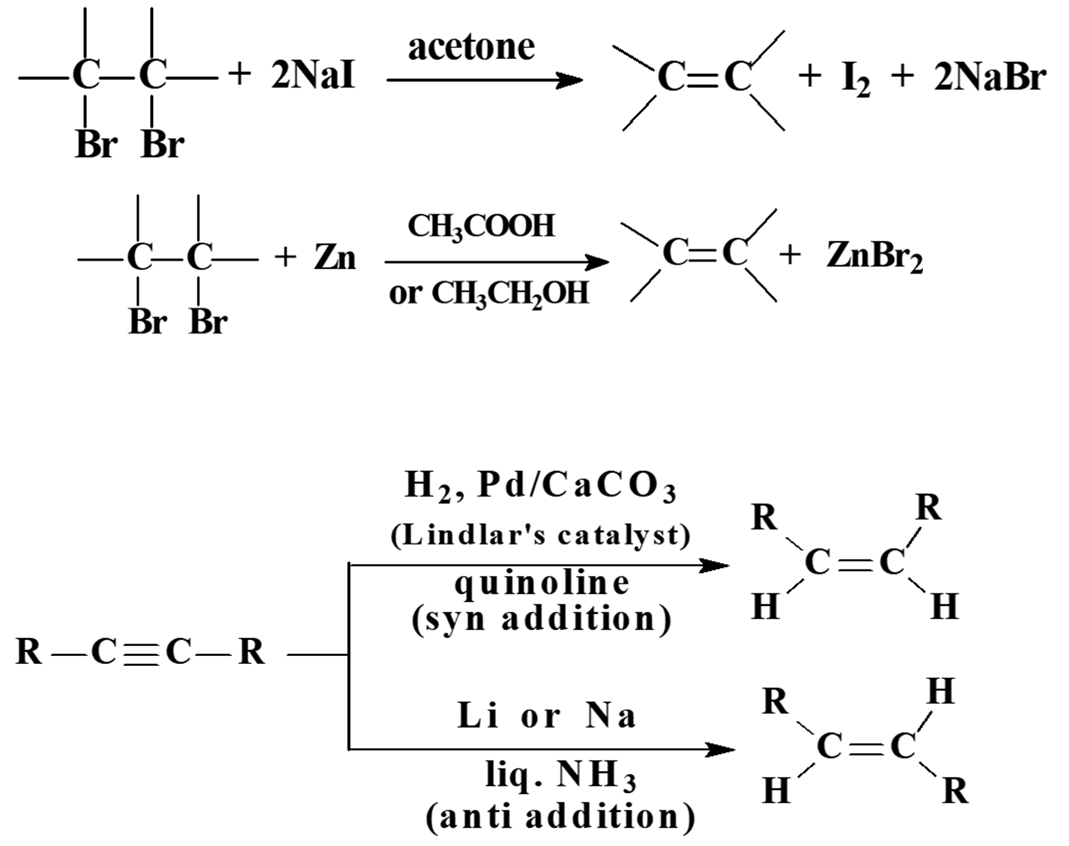 —C—C— + 2NaI acetone C=C + I₂ + 2NaBr
Br Br
—C—C— + Zn CH₃COOH C=C + ZnBr₂
or CH₃CH₂OH
Br Br
H₂, Pd/CaCO₃
(Lindlar's catalyst)
quinoline
(syn addition)
R R
C=C
H H
R—C≡C—R
Li or Na
liq. NH₃
(anti addition)
R H
C=C
H R